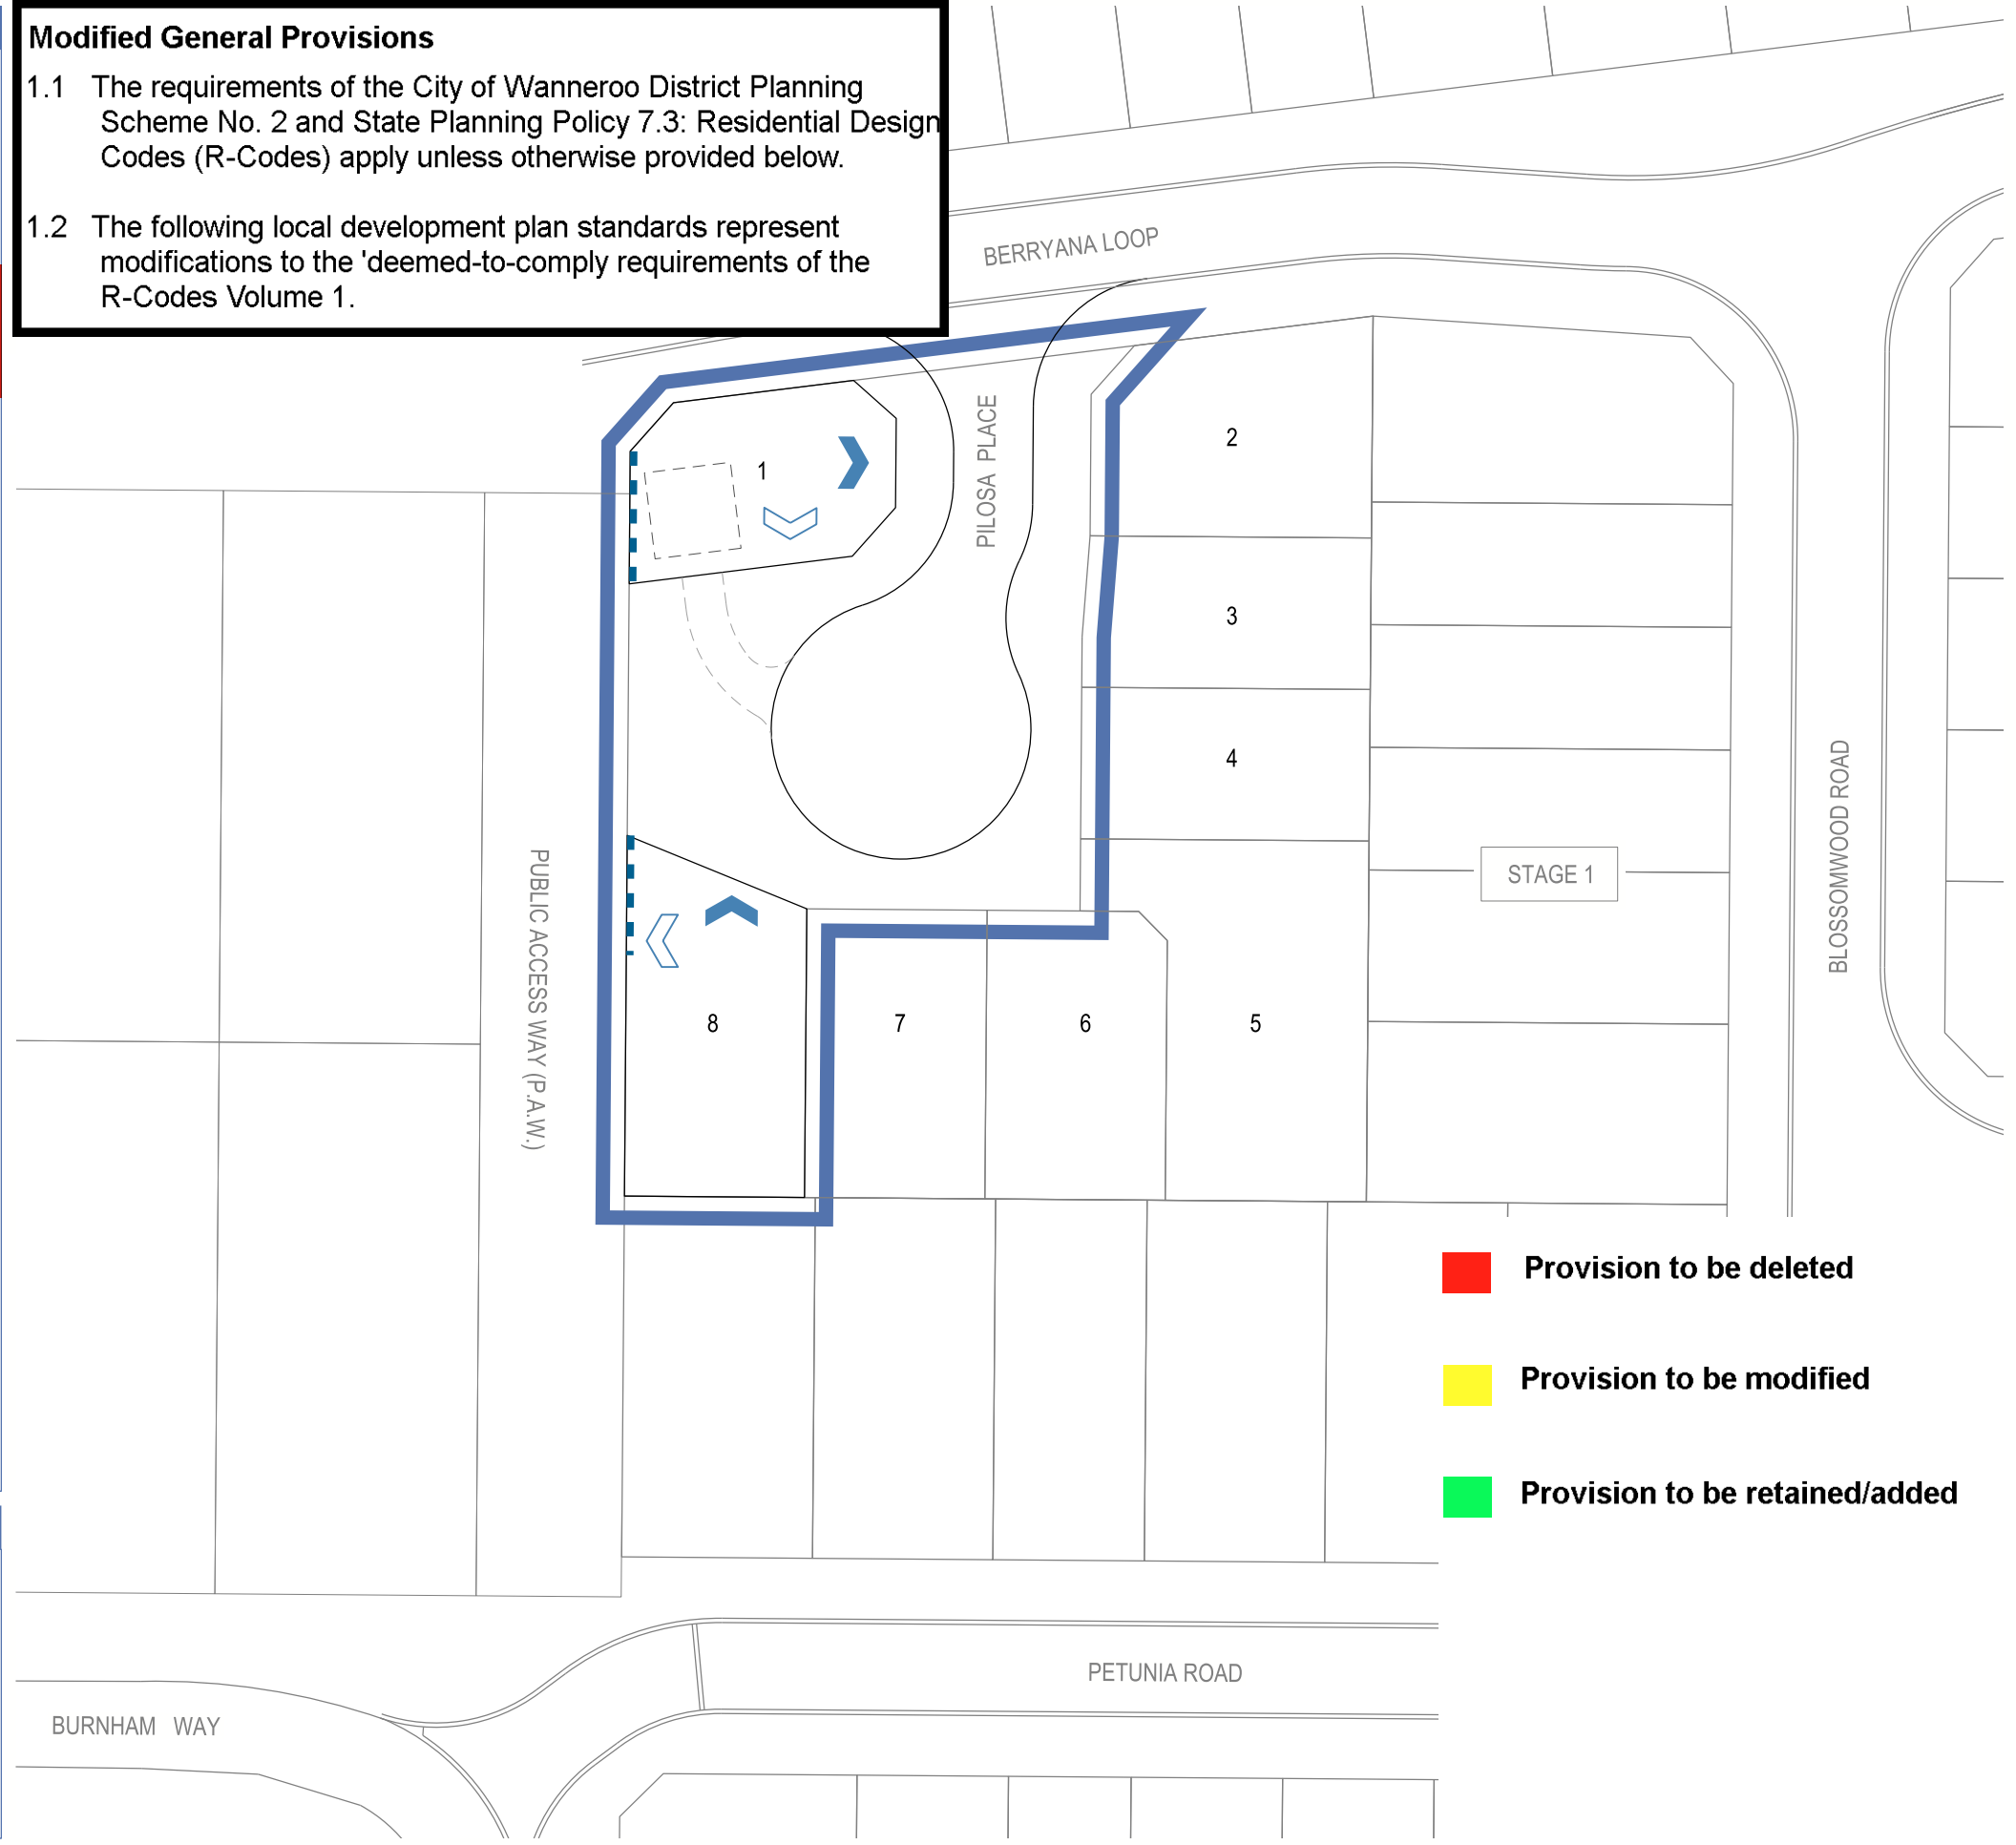 Modified General Provisions
1.1 The requirements of the City of Wanneroo District Planning
Scheme No. 2 and State Planning Policy 7.3: Residential Design
Codes (R-Codes) apply unless otherwise provided below.
1.2 The following local development plan standards represent
modifications to the 'deemed-to-comply requirements of the
R-Codes Volume 1.
BERRYANA LOOP
PILOSA PLACE
1
2
3
4
STAGE 1
BLOSSOMWOOD ROAD
PUBLIC ACCESS WAY (P.A.W.)
8
7
6
5
Provision to be deleted
Provision to be modified
Provision to be retained/added
PETUNIA ROAD
BURNHAM WAY